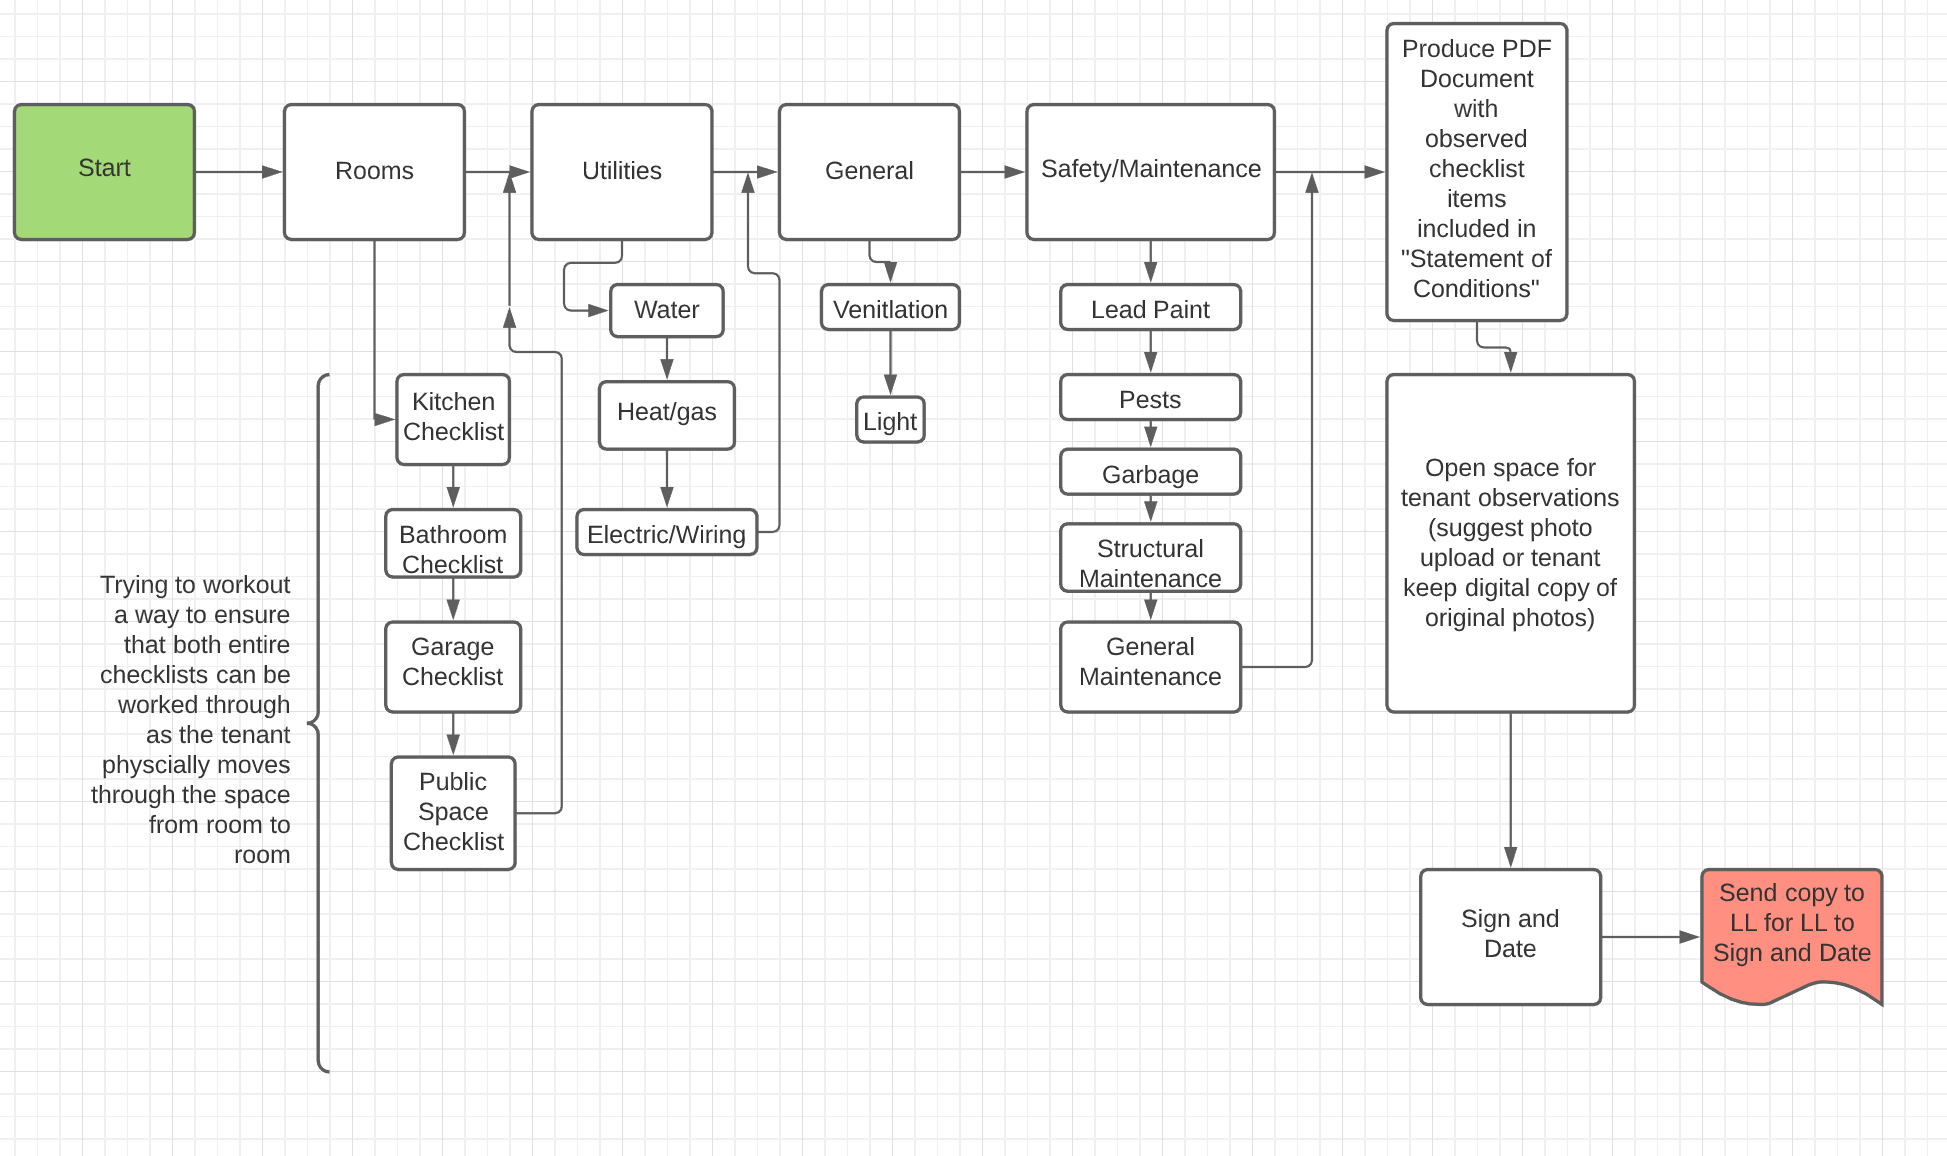 Start
Rooms
Utilities
General
Safety/Maintenance
Produce PDF
Document
with
observed
checklist
items
included in
"Statement of
Conditions"
Kitchen
Checklist
Bathroom
Checklist
Garage
Checklist
Public
Space
Checklist
Trying to workout
a way to ensure
that both entire
checklists can be
worked through
as the tenant
physcially moves
through the space
from room to
room
Water
Heat/gas
Electric/Wiring
Venitlation
Light
Lead Paint
Pests
Garbage
Structural
Maintenance
General
Maintenance
Open space for
tenant observations
(suggest photo
upload or tenant
keep digital copy of
original photos)
Sign and
Date
Send copy to
LL for LL to
Sign and Date